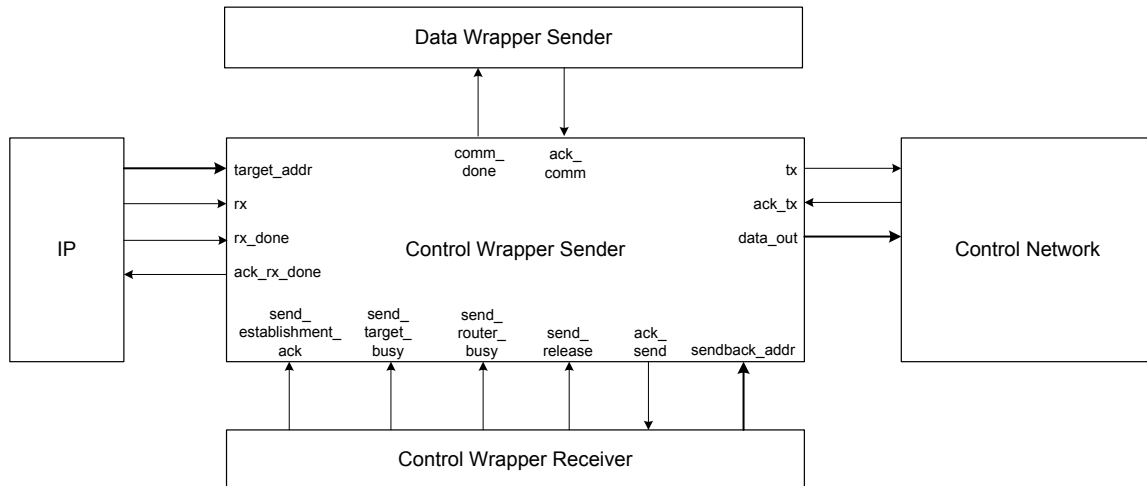 Data Wrapper Sender
comm_
done
ack_
comm
target_addr
rx
rx_done
ack_rx_done
tx
ack_tx
data_out
IP
Control Wrapper Sender
Control Network
send_
establishment_
ack
send_
target_
busy
send_
router_
busy
send_
release
ack_
send
sendback_addr
Control Wrapper Receiver